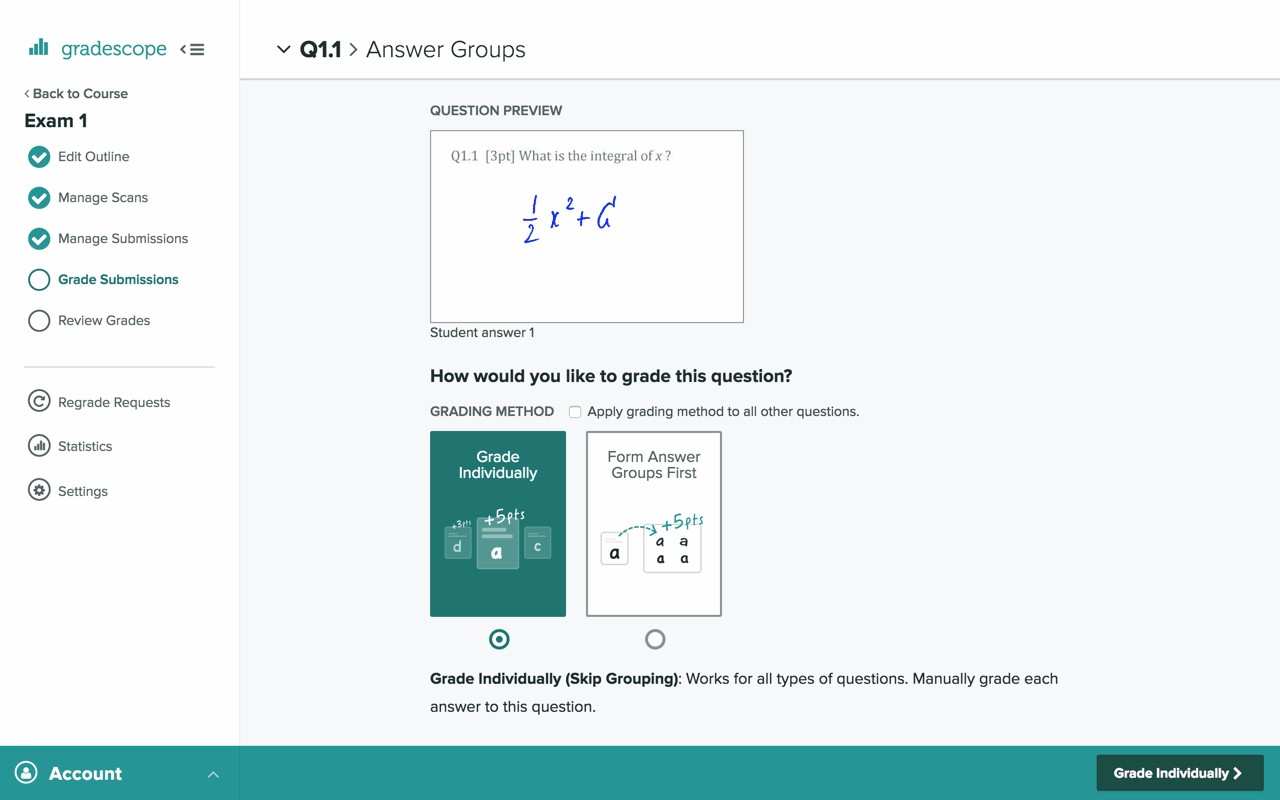 gradescope
Q1.1 > Answer Groups
Back to Course
Exam 1
Edit Outline
Manage Scans
Manage Submissions
Grade Submissions
Review Grades
Regrade Requests
Statistics
Settings
Account
QUESTION PREVIEW
Q1.1 [3pt] What is the integral of x ?
1/2 x² + C
Student answer 1
How would you like to grade this question?
GRADING METHOD Apply grading method to all other questions.
Grade
Individually
+3pts +5pts
d a c
Form Answer
Groups First
+5pts
a a a
a a
Grade Individually (Skip Grouping): Works for all types of questions. Manually grade each
answer to this question.
Grade Individually